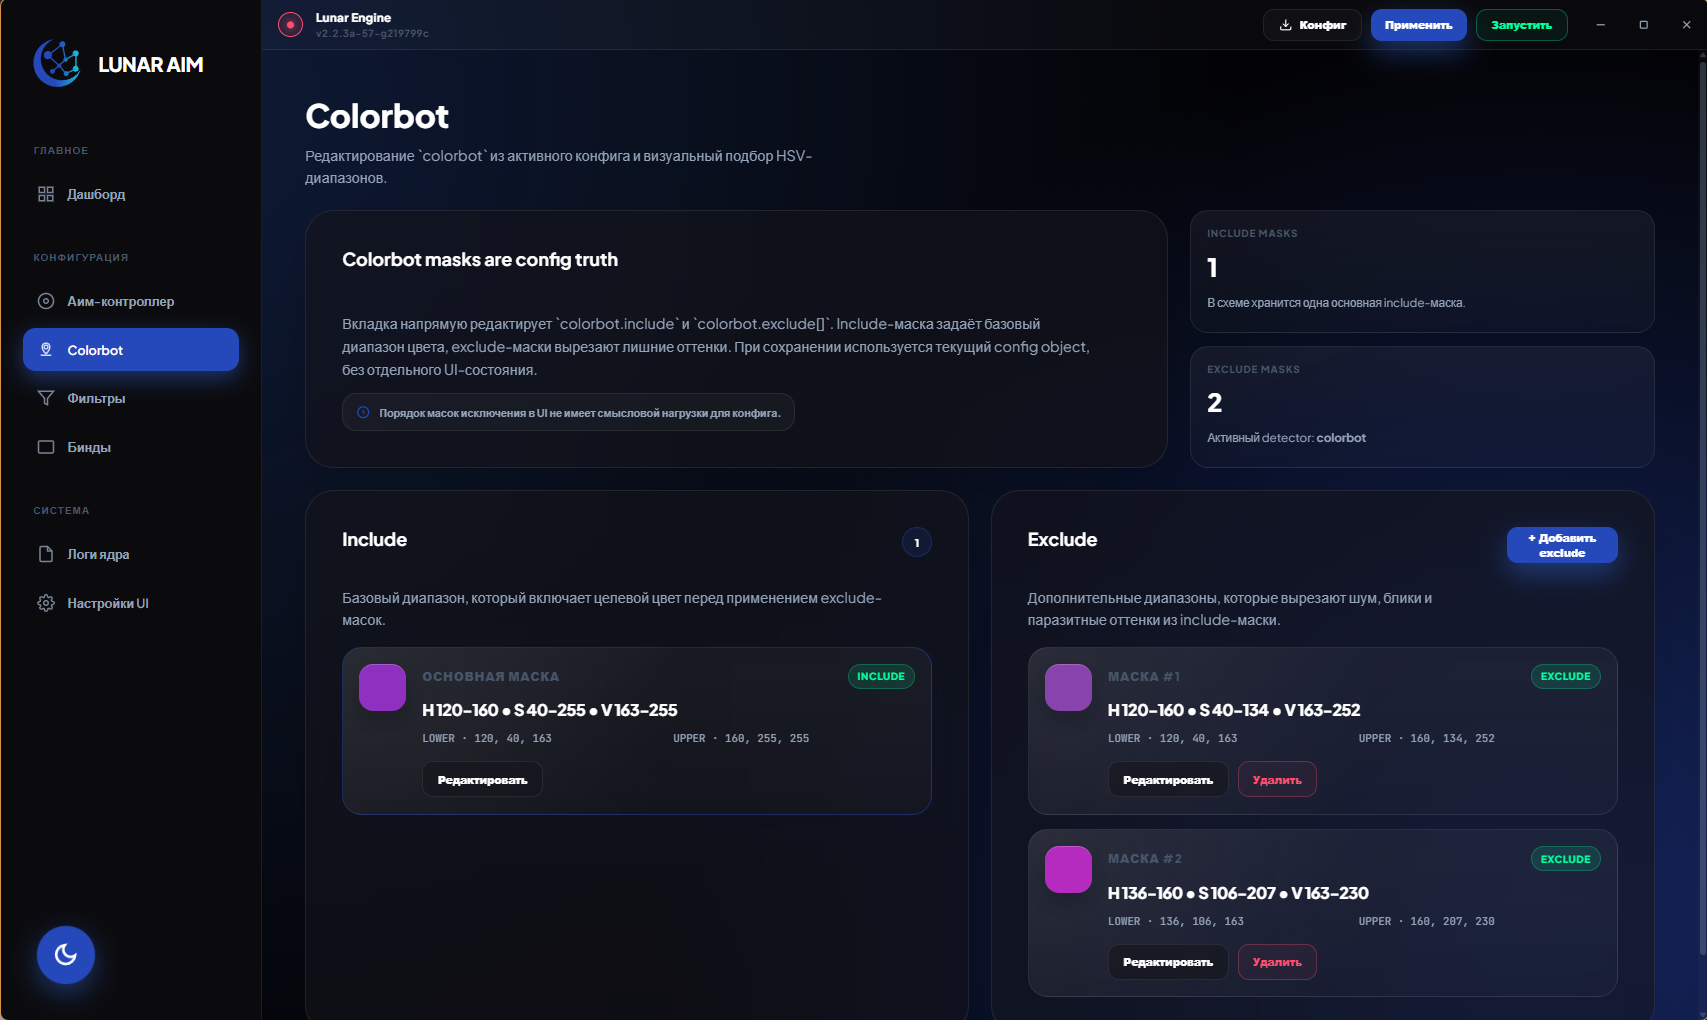 LUNAR AIM
ГЛАВНОЕ
Дашборд
КОНФИГУРАЦИЯ
Аим-контроллер
Colorbot
Фильтры
Бинды
СИСТЕМА
Логи ядра
Настройки UI
Lunar Engine
v2.2.3a-57-g219799c
Конфиг
Применить
Запустить
Colorbot
Редактирование `colorbot` из активного конфига и визуальный подбор HSV-
диапазонов.
Colorbot masks are config truth
Вкладка напрямую редактирует `colorbot.include` и `colorbot.exclude[]`. Include-маска задаёт базовый
диапазон цвета, exclude-маски вырезают лишние оттенки. При сохранении используется текущий config object,
без отдельного UI-состояния.
Порядок масок исключения в UI не имеет смысловой нагрузки для конфига.
INCLUDE MASKS
1
В схеме хранится одна основная include-маска.
EXCLUDE MASKS
2
Активный detector: colorbot
Include
1
Базовый диапазон, который включает целевой цвет перед применением exclude-
масок.
ОСНОВНАЯ МАСКА
INCLUDE
H 120-160 • S 40-255 • V 163-255
LOWER · 120, 40, 163
UPPER · 160, 255, 255
Редактировать
Exclude
+ Добавить
exclude
Дополнительные диапазоны, которые вырезают шум, блики и
паразитные оттенки из include-маски.
МАСКА #1
EXCLUDE
H 120-160 • S 40-134 • V 163-252
LOWER · 120, 40, 163
UPPER · 160, 134, 252
Редактировать
Удалить
МАСКА #2
EXCLUDE
H 136-160 • S 106-207 • V 163-230
LOWER · 136, 106, 163
UPPER · 160, 207, 230
Редактировать
Удалить